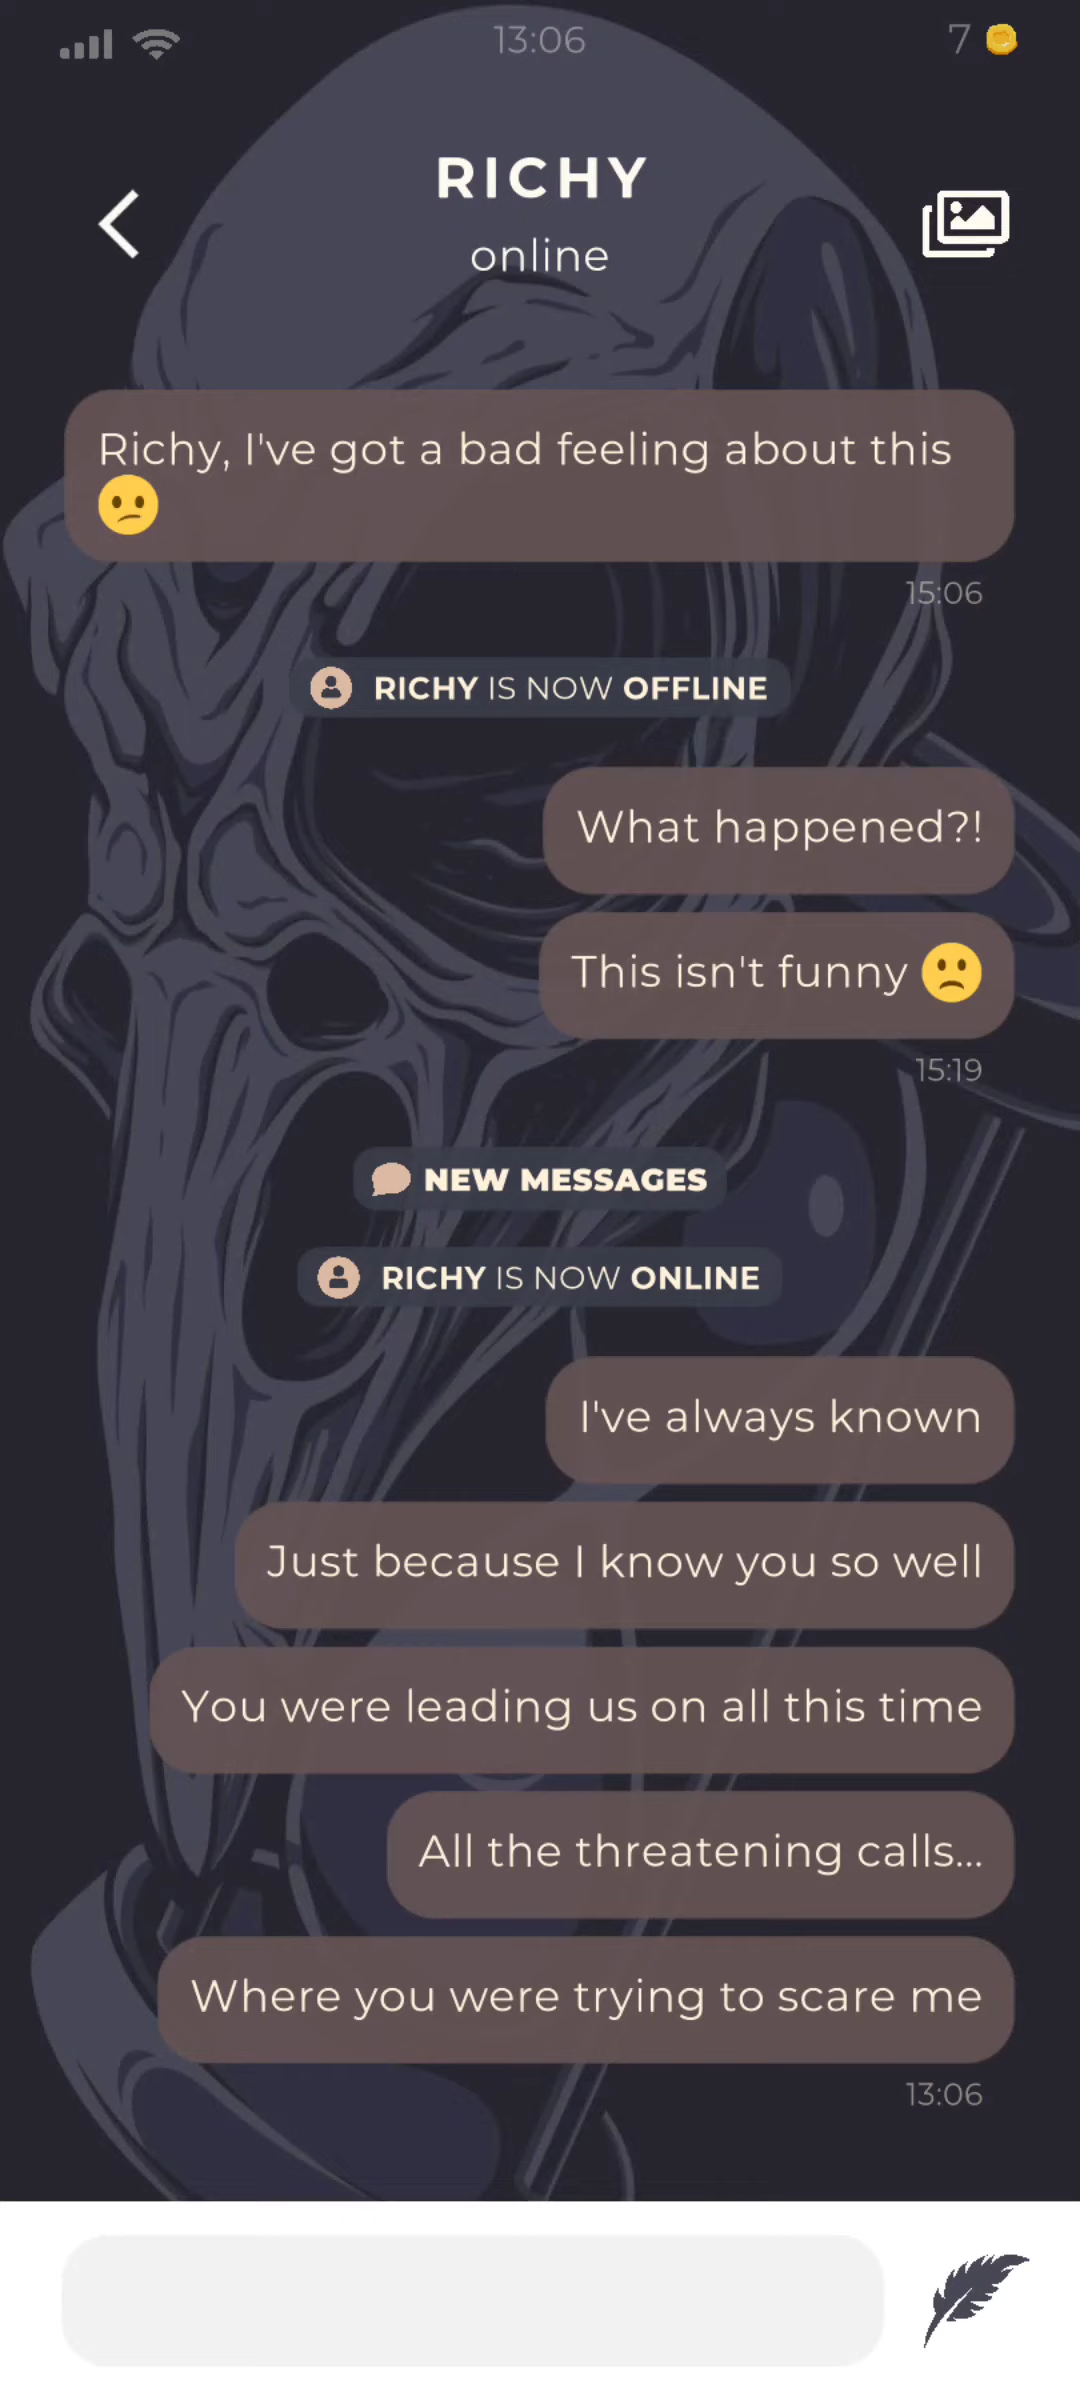 13:06
7
RICHY
online
Richy, I've got a bad feeling about this
😕
15:06
RICHY IS NOW OFFLINE
What happened?!
This isn't funny 🙁
15:19
NEW MESSAGES
RICHY IS NOW ONLINE
I've always known
Just because I know you so well
You were leading us on all this time
All the threatening calls...
Where you were trying to scare me
13:06